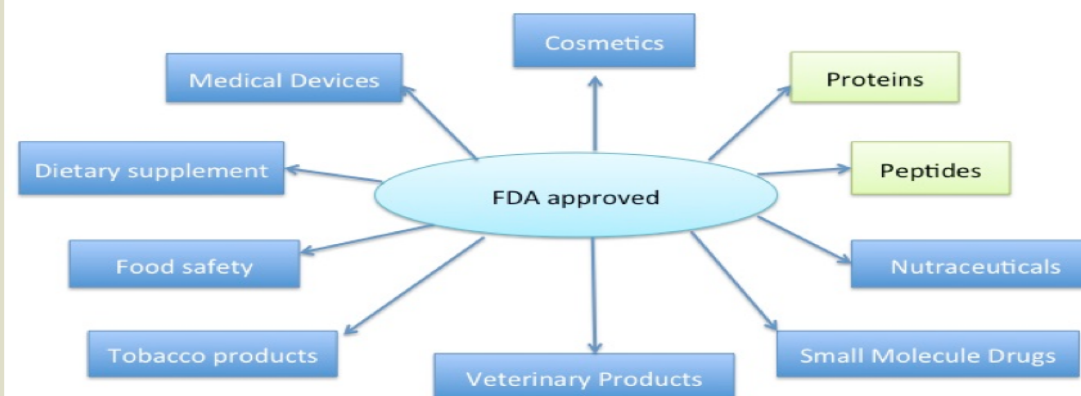 Cosmetics
Medical Devices
Proteins
Dietary supplement
Peptides
FDA approved
Food safety
Nutraceuticals
Tobacco products
Small Molecule Drugs
Veterinary Products